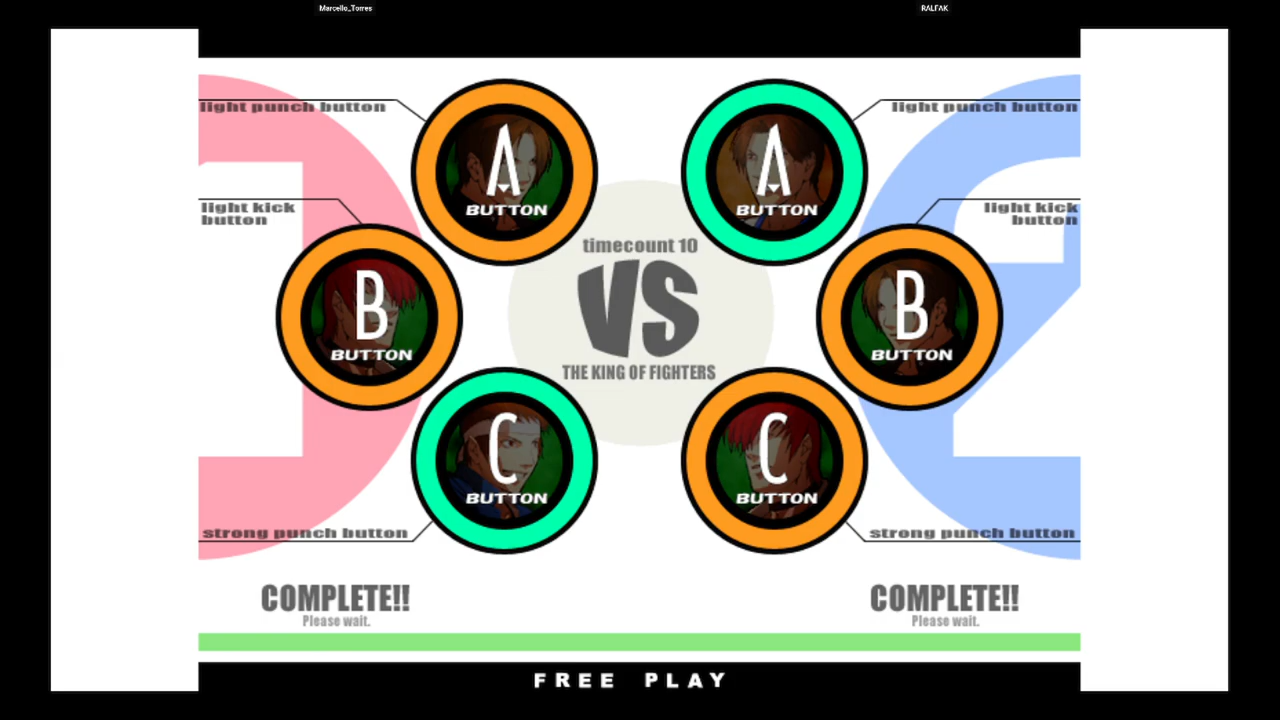 Marcello_Torres
RALFAK
light punch button
light punch button
A
BUTTON
A
BUTTON
light kick
button
light kick
button
B
BUTTON
timecount 10
VS
THE KING OF FIGHTERS
B
BUTTON
C
BUTTON
C
BUTTON
strong punch button
strong punch button
COMPLETE!!
Please wait.
COMPLETE!!
Please wait.
FREE PLAY